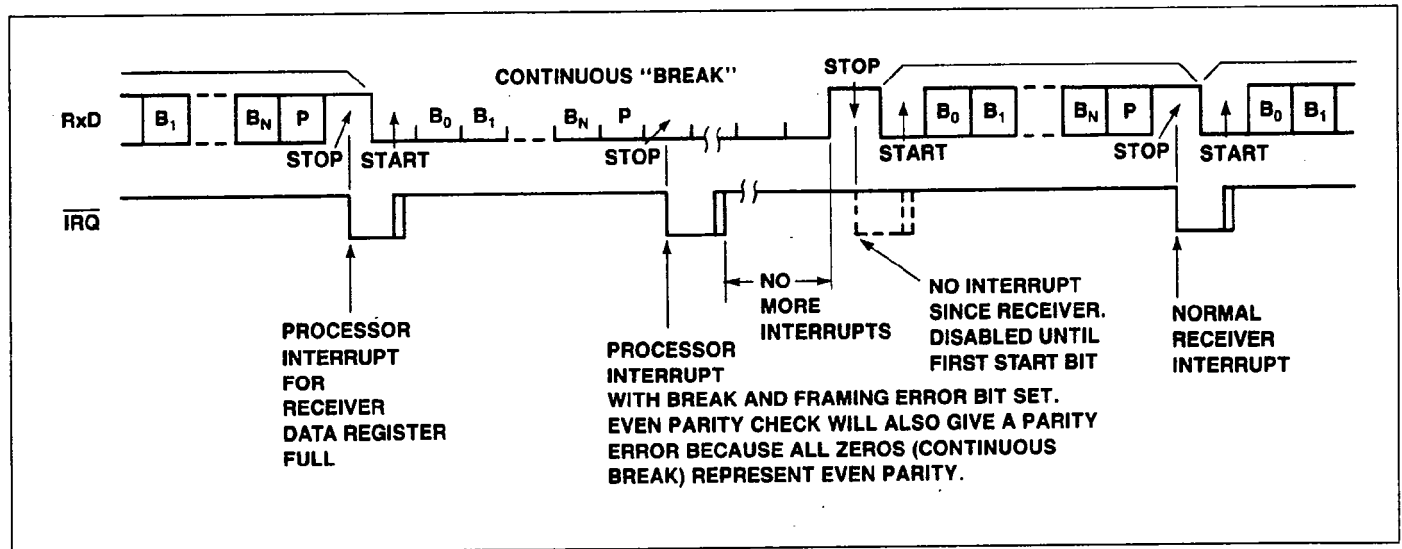 CONTINUOUS "BREAK"
STOP
RxD
B1
BN
P
STOP
START
B0
B1
BN
P
STOP
START
B0
B1
BN
P
STOP
START
B0
B1
IRQ
PROCESSOR
INTERRUPT
FOR
RECEIVER
DATA REGISTER
FULL
PROCESSOR
INTERRUPT
WITH BREAK AND FRAMING ERROR BIT SET.
EVEN PARITY CHECK WILL ALSO GIVE A PARITY
ERROR BECAUSE ALL ZEROS (CONTINUOUS
BREAK) REPRESENT EVEN PARITY.
NO
MORE
INTERRUPTS
NO INTERRUPT
SINCE RECEIVER.
DISABLED UNTIL
FIRST START BIT
NORMAL
RECEIVER
INTERRUPT